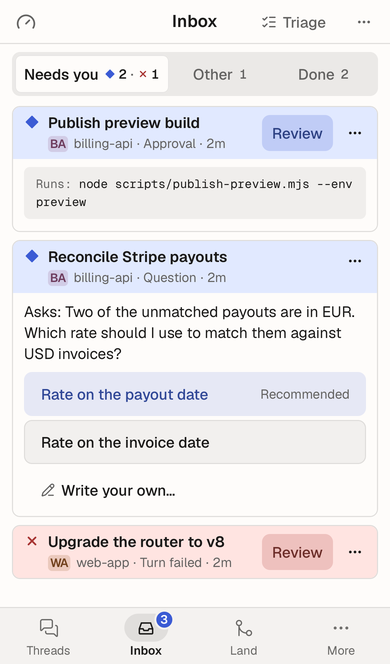 Inbox
Triage
Needs you 2 · × 1
Other 1
Done 2
Publish preview build
BA billing-api · Approval · 2m
Review
Runs: node scripts/publish-preview.mjs --env
preview
Reconcile Stripe payouts
BA billing-api · Question · 2m
Asks: Two of the unmatched payouts are in EUR.
Which rate should I use to match them against
USD invoices?
Rate on the payout date
Recommended
Rate on the invoice date
Write your own...
Upgrade the router to v8
WA web-app · Turn failed · 2m
Review
3
Threads
Inbox
Land
More